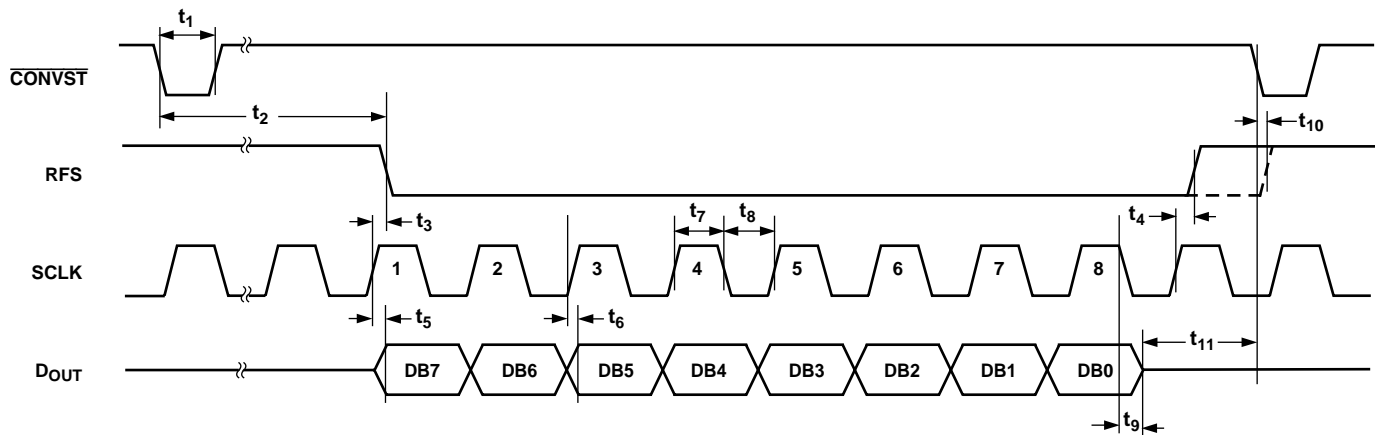 t1
CONVST
t2
t10
RFS
t3
t7
t8
t4
SCLK
1
2
3
4
5
6
7
8
t5
t6
t11
DOUT
DB7
DB6
DB5
DB4
DB3
DB2
DB1
DB0
t9